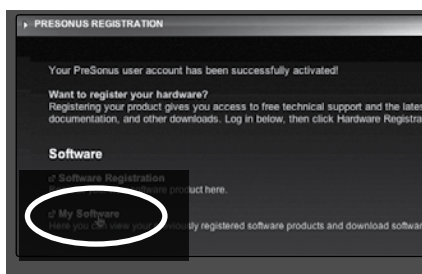 PRESONUS REGISTRATION
Your PreSonus user account has been successfully activated!
Want to register your hardware?
Registering your product gives you access to free technical support and the lates
documentation, and other downloads. Log in below, then click Hardware Registra
Software
Software Registration
software product here.
My Software
Here you can view your previously registered software products and download softwar